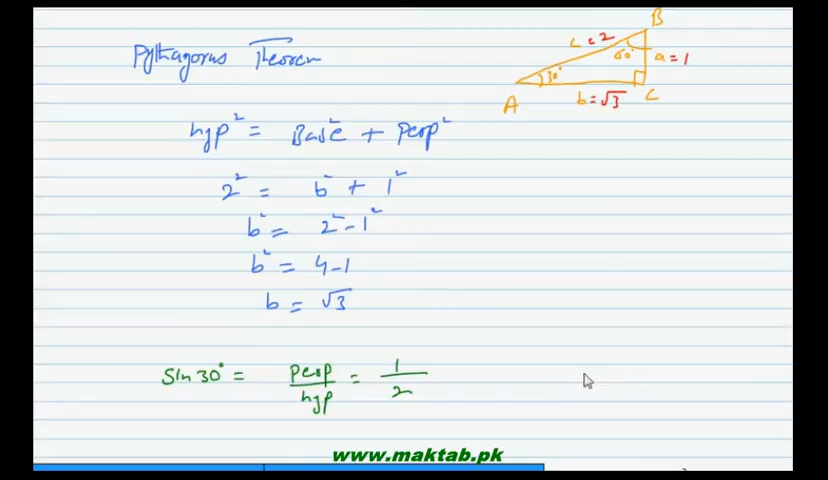 Pythagorus Theorem
B
c = 2
60°
a = 1
30°
A
b = √3
C
hyp² = Base² + Perp²
2² = b² + 1²
b² = 2² - 1²
b² = 4 - 1
b = √3
Sin 30° = Perp/hyp = 1/2
www.maktab.pk